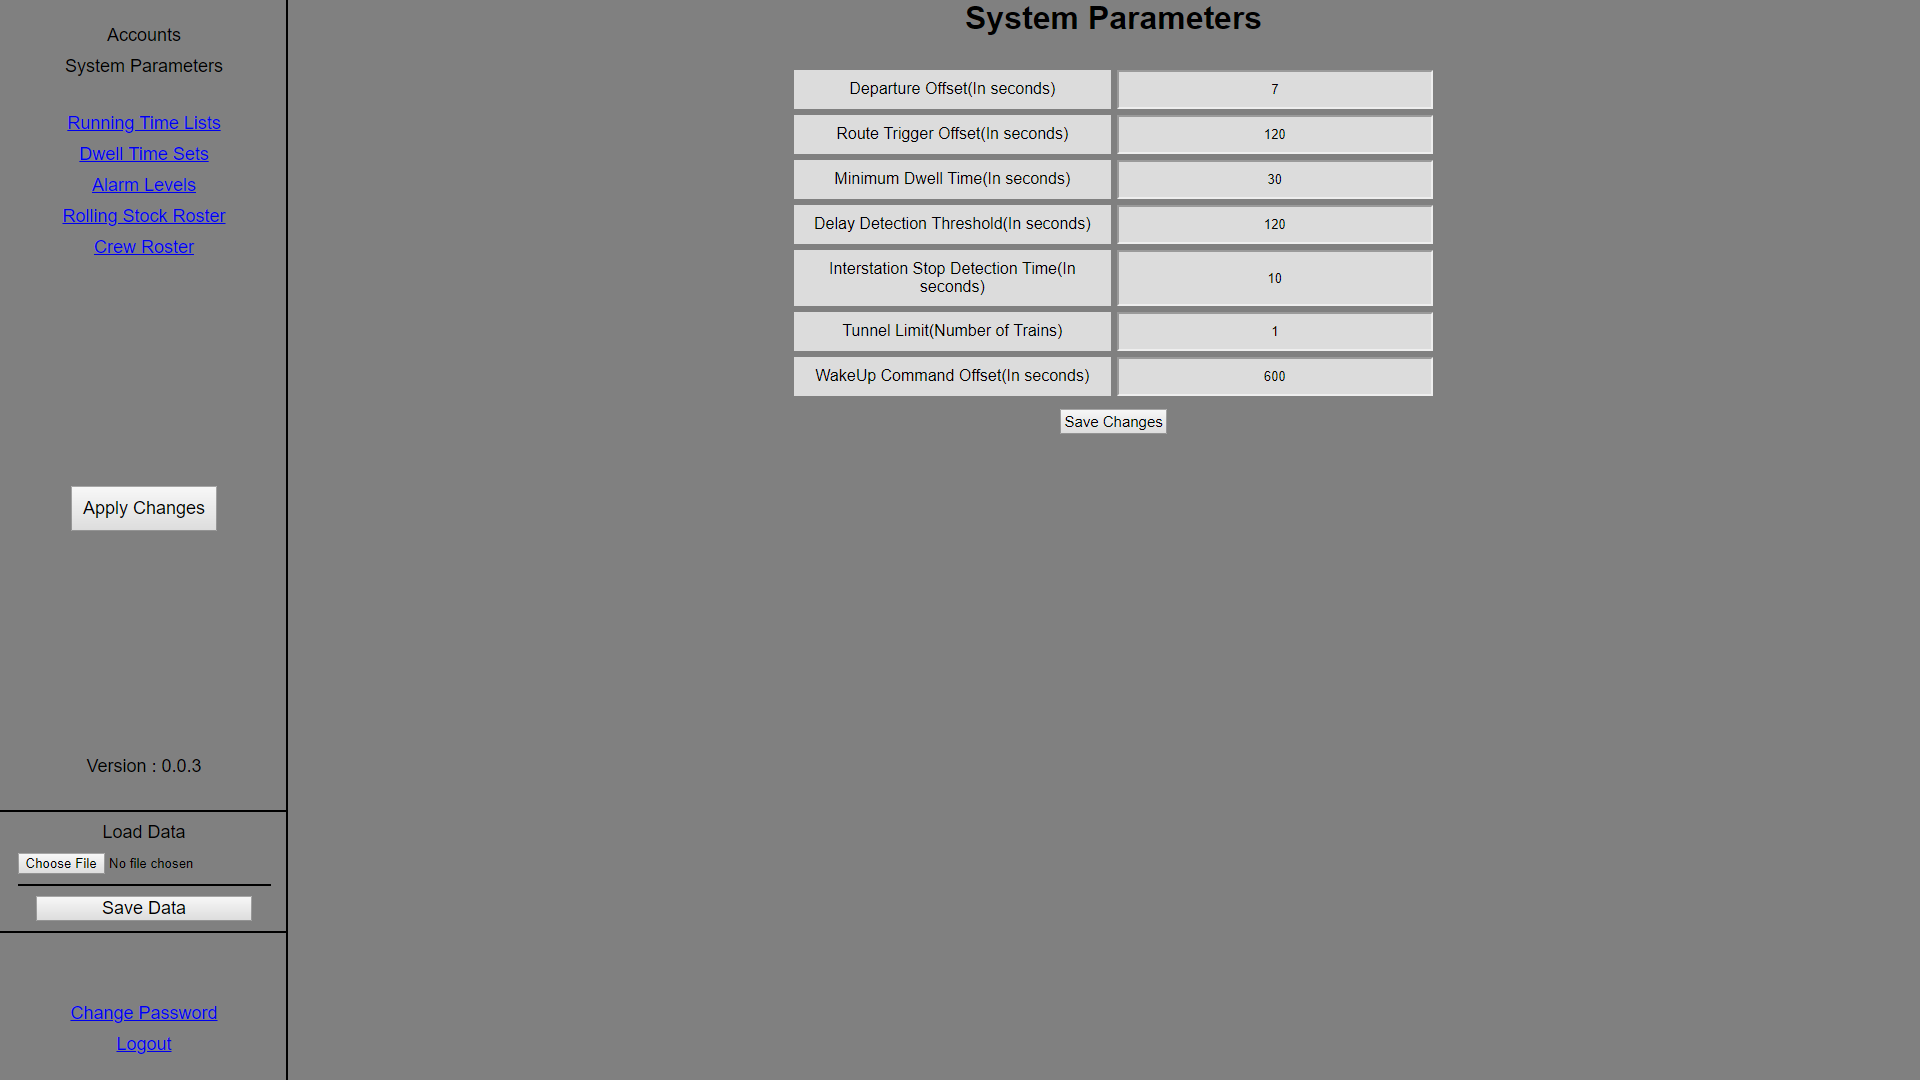 Accounts
System Parameters
Running Time Lists
Dwell Time Sets
Alarm Levels
Rolling Stock Roster
Crew Roster
Apply Changes
Version : 0.0.3
Load Data
Choose File No file chosen
Save Data
Change Password
Logout
System Parameters
Departure Offset(In seconds) 7
Route Trigger Offset(In seconds) 120
Minimum Dwell Time(In seconds) 30
Delay Detection Threshold(In seconds) 120
Interstation Stop Detection Time(In
seconds) 10
Tunnel Limit(Number of Trains) 1
WakeUp Command Offset(In seconds) 600
Save Changes